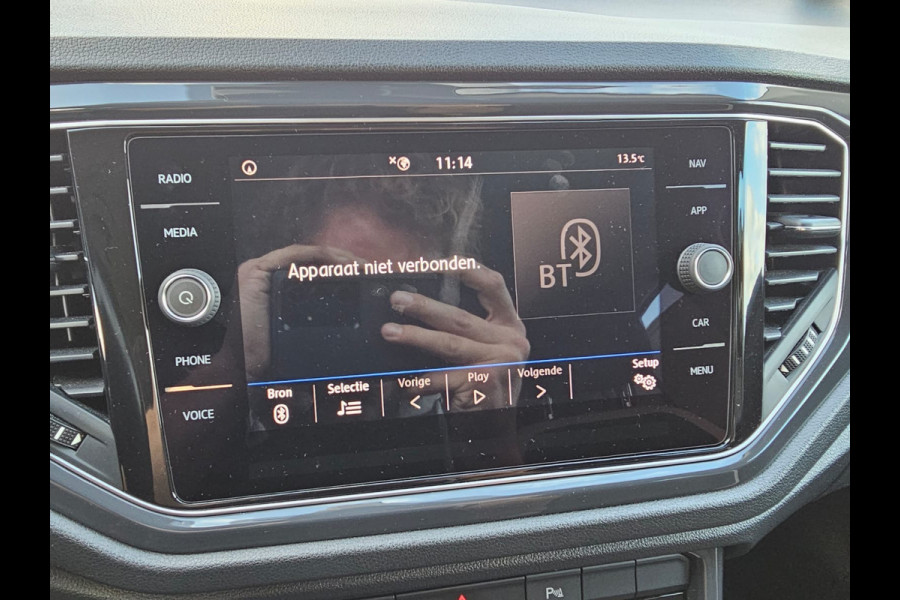 RADIO
MEDIA
PHONE
VOICE
11:14
13.5°C
Apparaat niet verbonden.
BT
Bron
Selectie
Vorige
Play
Volgende
Setup
NAV
APP
CAR
MENU
P